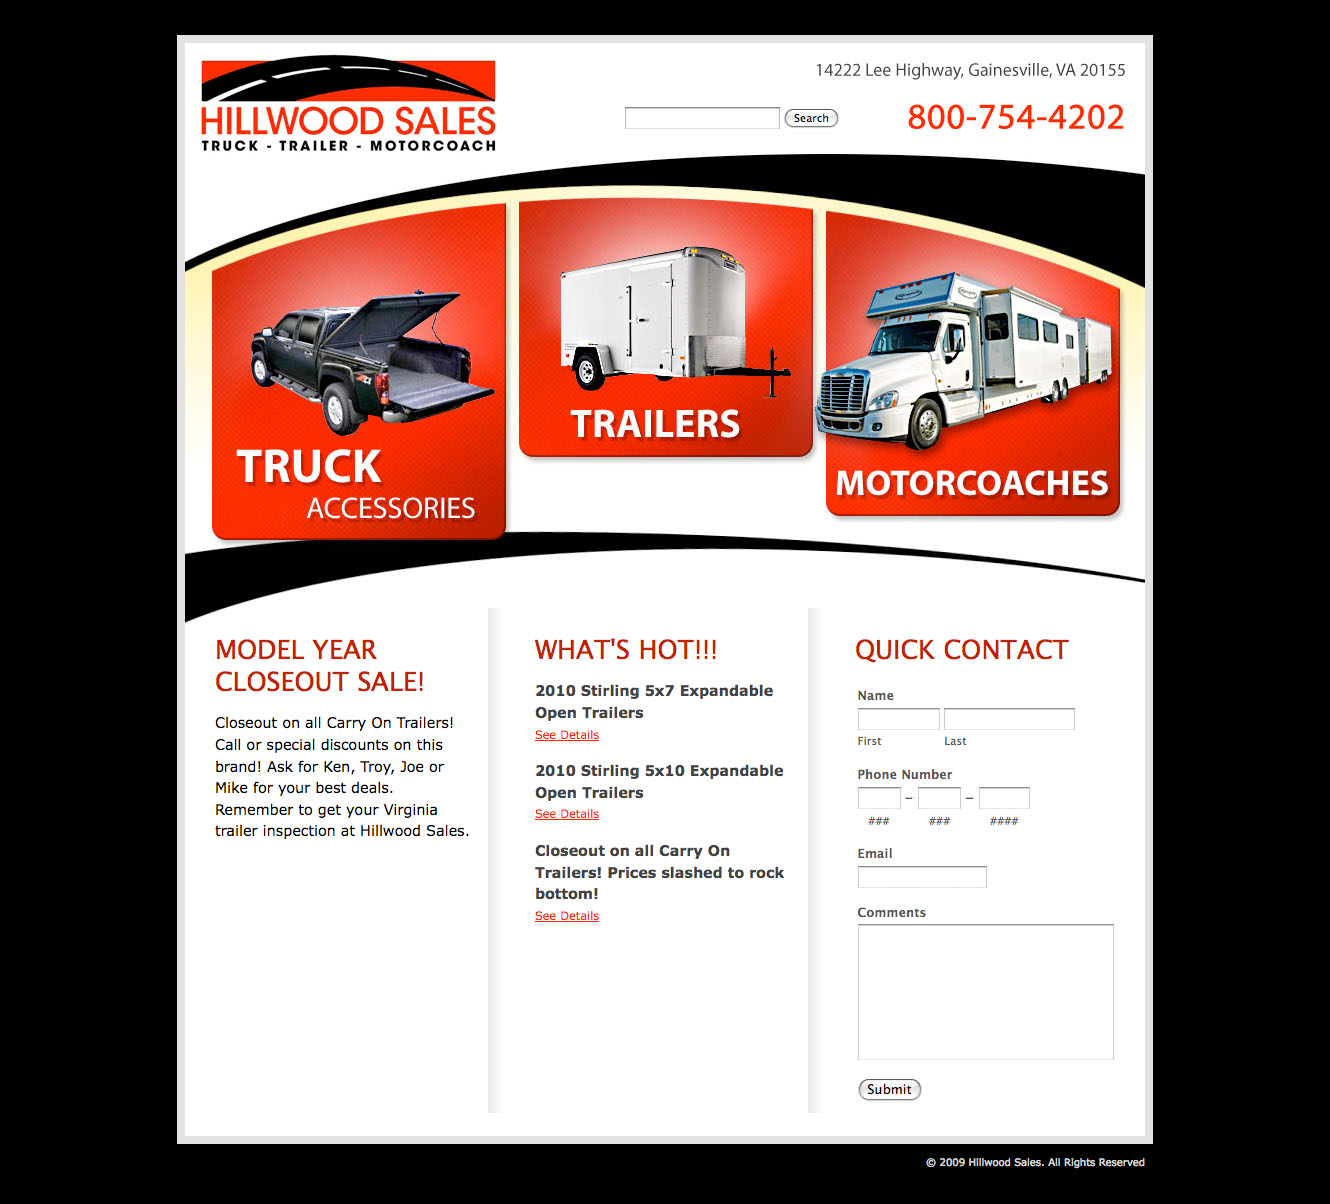 HILLWOOD SALES
TRUCK - TRAILER - MOTORCOACH
14222 Lee Highway, Gainesville, VA 20155
Search
800-754-4202
TRUCK
ACCESSORIES
TRAILERS
MOTORCOACHES
MODEL YEAR
CLOSEOUT SALE!
Closeout on all Carry On Trailers!
Call or special discounts on this
brand! Ask for Ken, Troy, Joe or
Mike for your best deals.
Remember to get your Virginia
trailer inspection at Hillwood Sales.
WHAT'S HOT!!!
2010 Stirling 5x7 Expandable
Open Trailers
See Details
2010 Stirling 5x10 Expandable
Open Trailers
See Details
Closeout on all Carry On
Trailers! Prices slashed to rock
bottom!
See Details
QUICK CONTACT
Name
First Last
Phone Number
– –
### ### ####
Email
Comments
Submit
© 2009 Hillwood Sales. All Rights Reserved